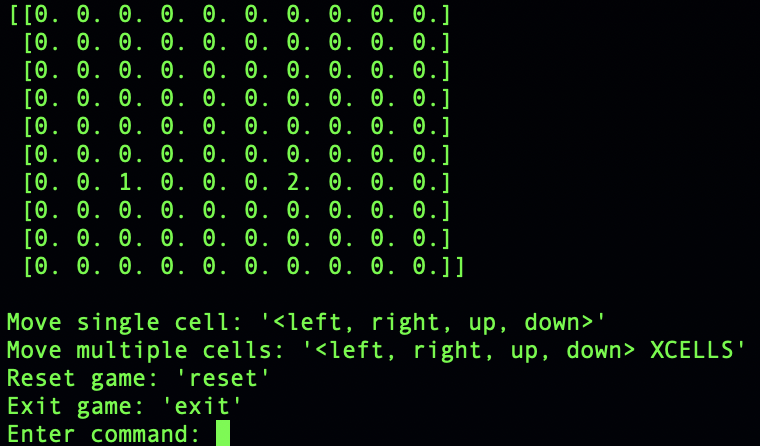 [[0. 0. 0. 0. 0. 0. 0. 0. 0. 0.]
[0. 0. 0. 0. 0. 0. 0. 0. 0. 0.]
[0. 0. 0. 0. 0. 0. 0. 0. 0. 0.]
[0. 0. 0. 0. 0. 0. 0. 0. 0. 0.]
[0. 0. 0. 0. 0. 0. 0. 0. 0. 0.]
[0. 0. 0. 0. 0. 0. 0. 0. 0. 0.]
[0. 0. 1. 0. 0. 0. 2. 0. 0. 0.]
[0. 0. 0. 0. 0. 0. 0. 0. 0. 0.]
[0. 0. 0. 0. 0. 0. 0. 0. 0. 0.]
[0. 0. 0. 0. 0. 0. 0. 0. 0. 0.]]
Move single cell: '<left, right, up, down>'
Move multiple cells: '<left, right, up, down> XCELLS'
Reset game: 'reset'
Exit game: 'exit'
Enter command: